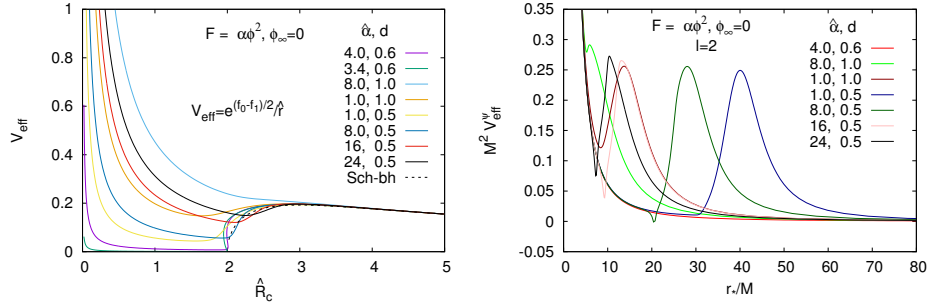 F = αϕ², ϕ∞=0
α̂, d
4.0, 0.6
3.4, 0.6
8.0, 1.0
1.0, 1.0
1.0, 0.5
8.0, 0.5
16, 0.5
24, 0.5
Sch-bh
V_eff=e^(f₀-f₁)/2/r̂
V_eff
1
0.8
0.6
0.4
0.2
0
0 1 2 3 4 5
R̂_c
F = αϕ², ϕ∞=0
l=2
α̂, d
4.0, 0.6
8.0, 1.0
1.0, 1.0
1.0, 0.5
8.0, 0.5
16, 0.5
24, 0.5
M² V_eff^ψ
0.35
0.3
0.25
0.2
0.15
0.1
0.05
0
-0.05
0 10 20 30 40 50 60 70 80
r_*/M